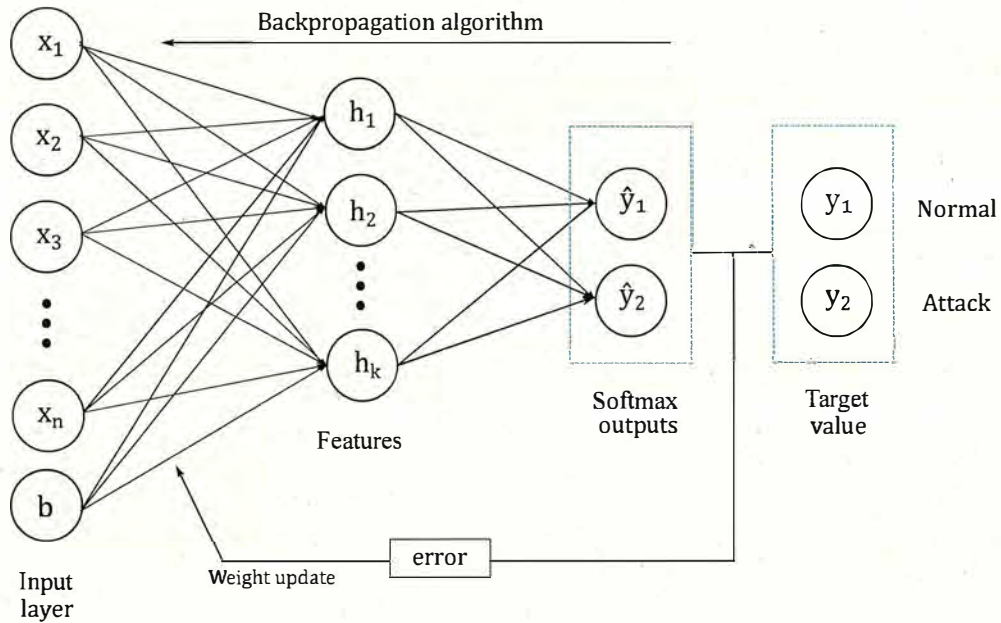 Backpropagation algorithm
x₁
x₂
x₃
xₙ
b
Input
layer
h₁
h₂
hₖ
Features
ŷ₁
ŷ₂
Softmax
outputs
y₁
y₂
Target
value
Normal
Attack
error
Weight update